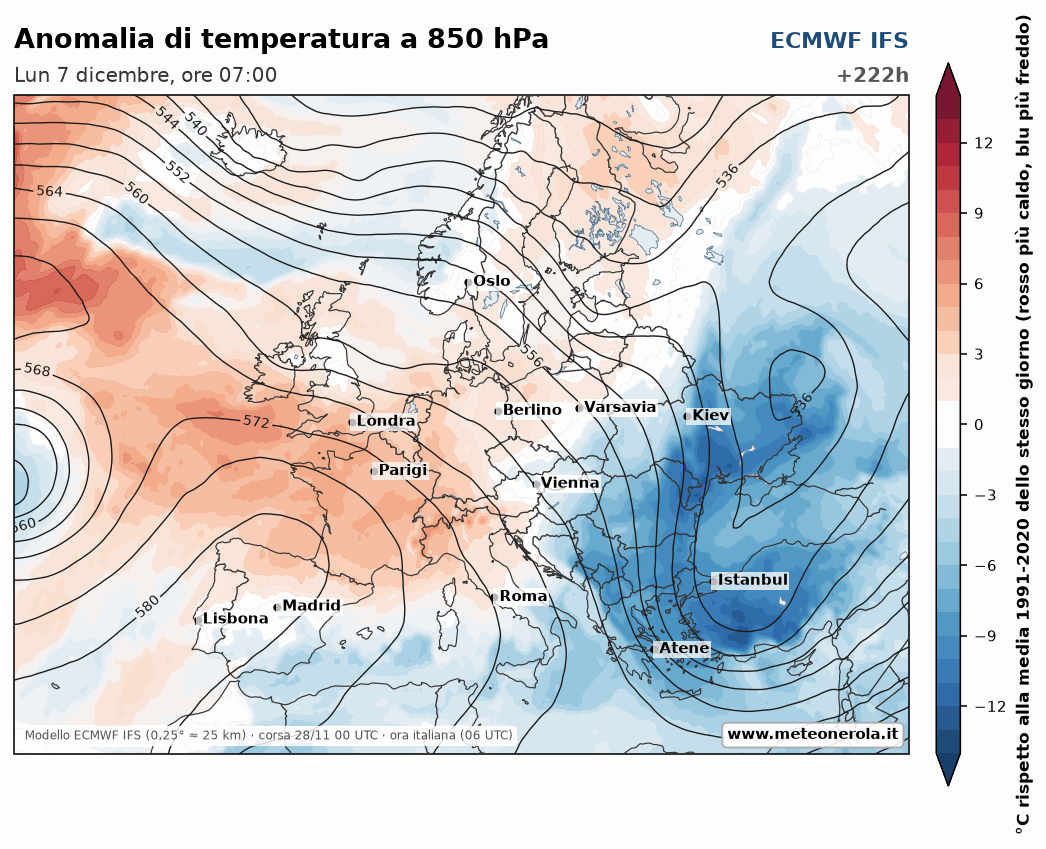 Anomalia di temperatura a 850 hPa
ECMWF IFS
Lun 7 dicembre, ore 07:00
+222h
544
540
552
564
560
536
568
556
572
536
560
580
Oslo
Berlino
Varsavia
Kiev
Londra
Parigi
Vienna
Istanbul
Roma
Madrid
Lisbona
Atene
Modello ECMWF IFS (0,25° ≈ 25 km) · corsa 28/11 00 UTC · ora italiana (06 UTC)
www.meteonerola.it
12
9
6
3
0
−3
−6
−9
−12
°C rispetto alla media 1991-2020 dello stesso giorno (rosso più caldo, blu più freddo)